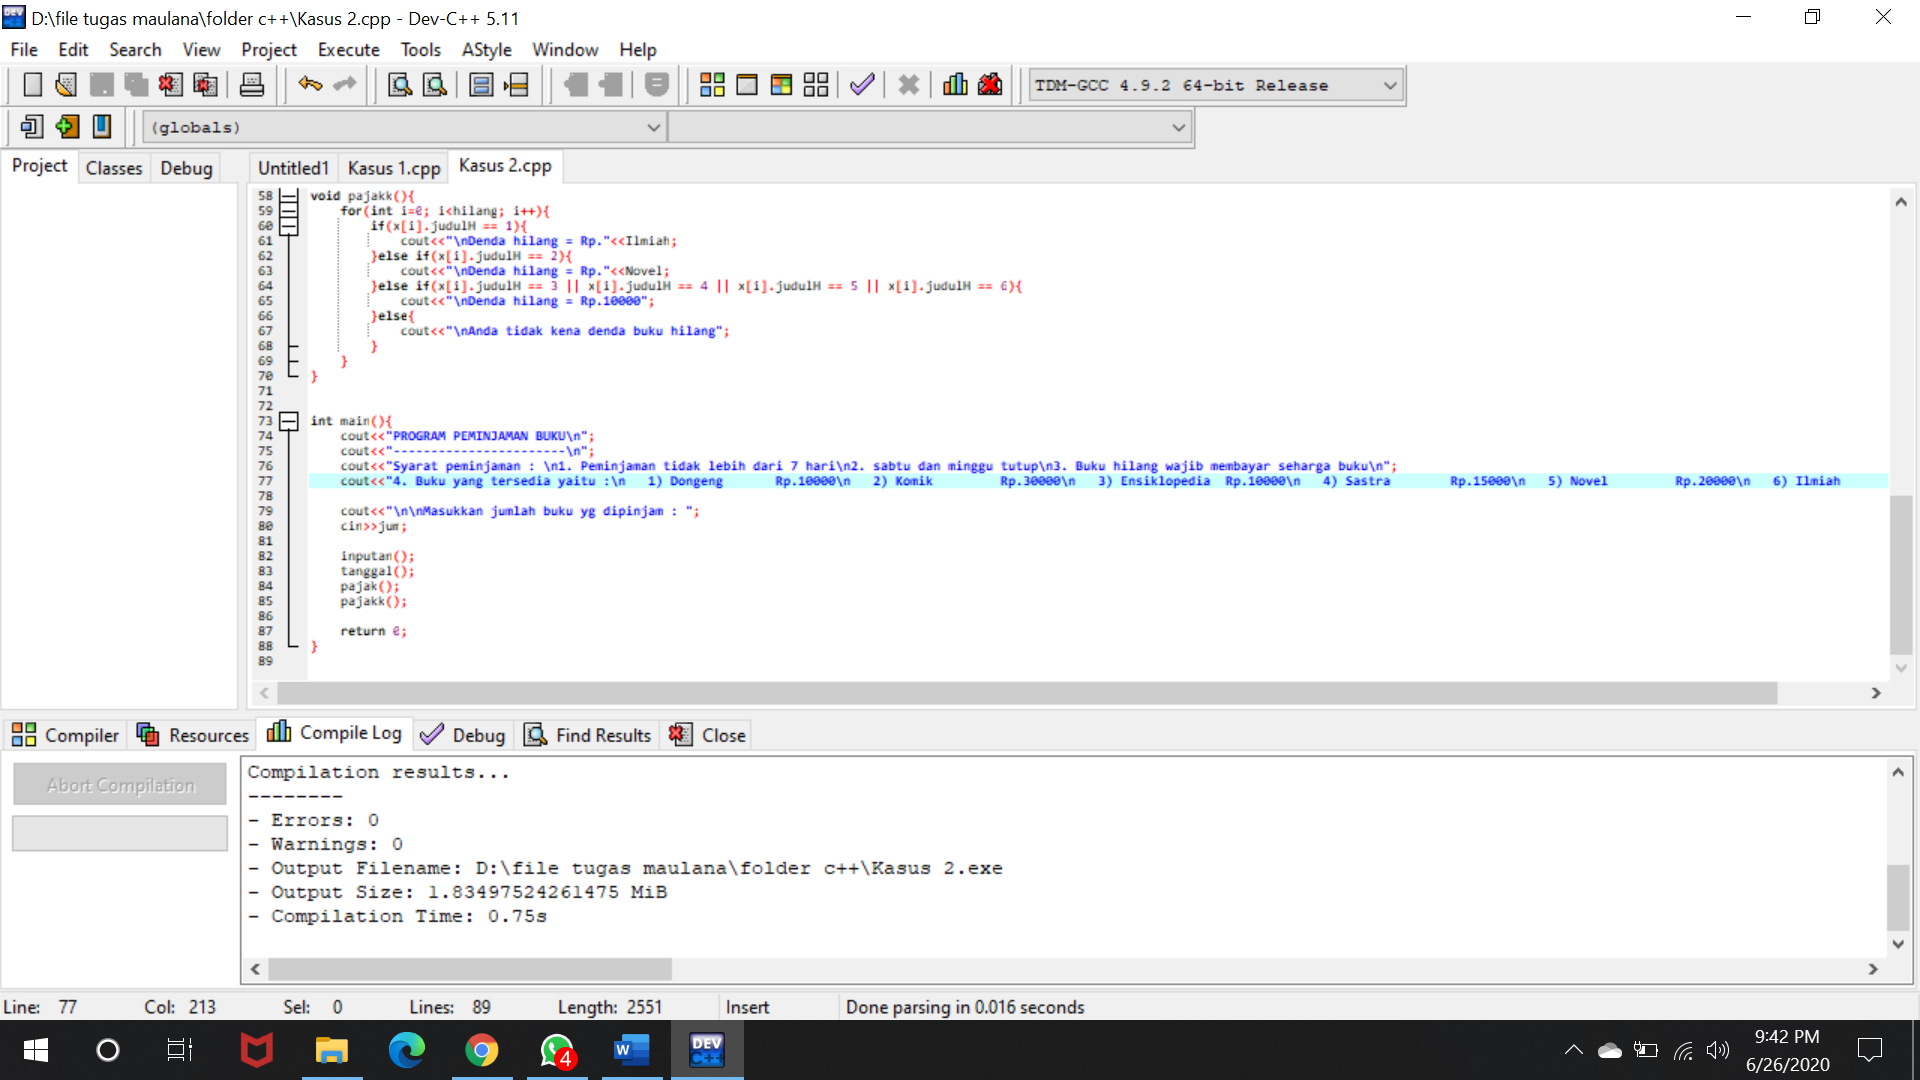 D:\file tugas maulana\folder c++\Kasus 2.cpp - Dev-C++ 5.11
File Edit Search View Project Execute Tools AStyle Window Help
TDM-GCC 4.9.2 64-bit Release
(globals)
Project Classes Debug
Untitled1 Kasus 1.cpp Kasus 2.cpp
58 void pajakk(){
59 for(int i=0; i<hilang; i++){
60 if(x[i].judulH == 1){
61 cout<<"\nDenda hilang = Rp."<<Ilmiah;
62 }else if(x[i].judulH == 2){
63 cout<<"\nDenda hilang = Rp."<<Novel;
64 }else if(x[i].judulH == 3 || x[i].judulH == 4 || x[i].judulH == 5 || x[i].judulH == 6){
65 cout<<"\nDenda hilang = Rp.10000";
66 }else{
67 cout<<"\nAnda tidak kena denda buku hilang";
68 }
69 }
70 }
71
72
73 int main(){
74 cout<<"PROGRAM PEMINJAMAN BUKU\n";
75 cout<<"-----------------------\n";
76 cout<<"Syarat peminjaman : \n1. Peminjaman tidak lebih dari 7 hari\n2. sabtu dan minggu tutup\n3. Buku hilang wajib membayar seharga buku\n";
77 cout<<"4. Buku yang tersedia yaitu :\n 1) Dongeng Rp.10000\n 2) Komik Rp.30000\n 3) Ensiklopedia Rp.10000\n 4) Sastra Rp.15000\n 5) Novel Rp.20000\n 6) Ilmiah
78
79 cout<<"\n\nMasukkan jumlah buku yg dipinjam : ";
80 cin>>jum;
81
82 inputan();
83 tanggal();
84 pajak();
85 pajakk();
86
87 return 0;
88 }
89
Compiler Resources Compile Log Debug Find Results Close
Abort Compilation
Compilation results...
--------
- Errors: 0
- Warnings: 0
- Output Filename: D:\file tugas maulana\folder c++\Kasus 2.exe
- Output Size: 1.83497524261475 MiB
- Compilation Time: 0.75s
Line: 77 Col: 213 Sel: 0 Lines: 89 Length: 2551 Insert Done parsing in 0.016 seconds
4
W
DEV C++
9:42 PM
6/26/2020